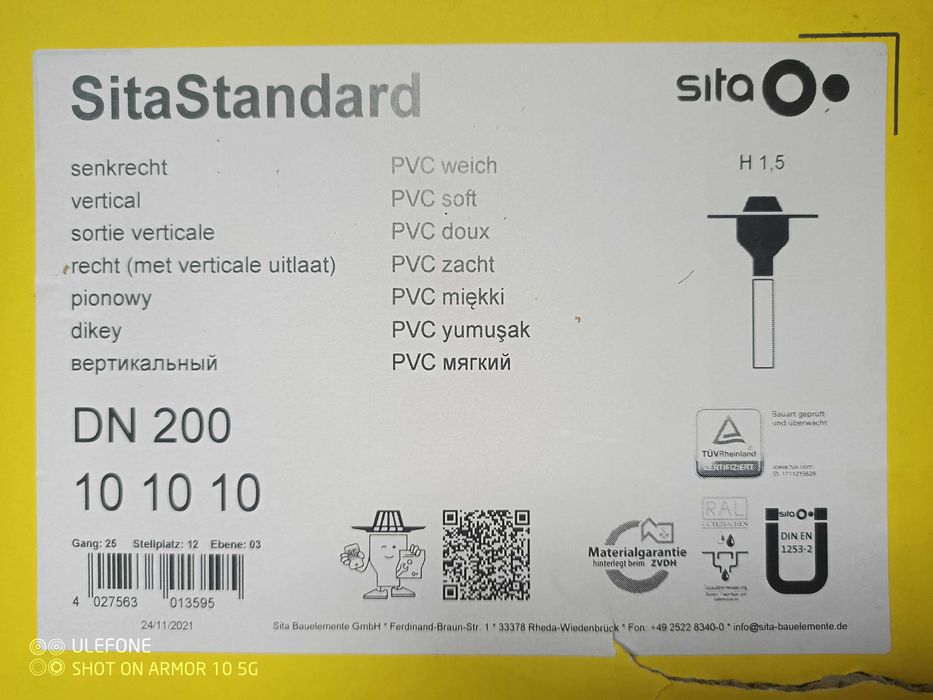 SitaStandard
sita
senkrecht PVC weich
vertical PVC soft
sortie verticale PVC doux
recht (met verticale uitlaat) PVC zacht
pionowy PVC miękki
dikey PVC yumuşak
вертикальный PVC мягкий
H 1,5
DN 200
10 10 10
Bauart geprüft
und überwacht
TÜVRheinland
ZERTIFIZIERT
www.tuv.com
RAL
GÜTEZEICHEN
sita
DIN EN
1253-2
Materialgarantie
hinterlegt beim ZVDH
Gang: 25 Stellplatz: 12 Ebene: 03
4 027563 013595
24/11/2021
Sita Bauelemente GmbH * Ferdinand-Braun-Str. 1 * 33378 Rheda-Wiedenbrück * Fon: +49 2522 8340-0 * info@sita-bauelemente.de
ULEFONE
SHOT ON ARMOR 10 5G